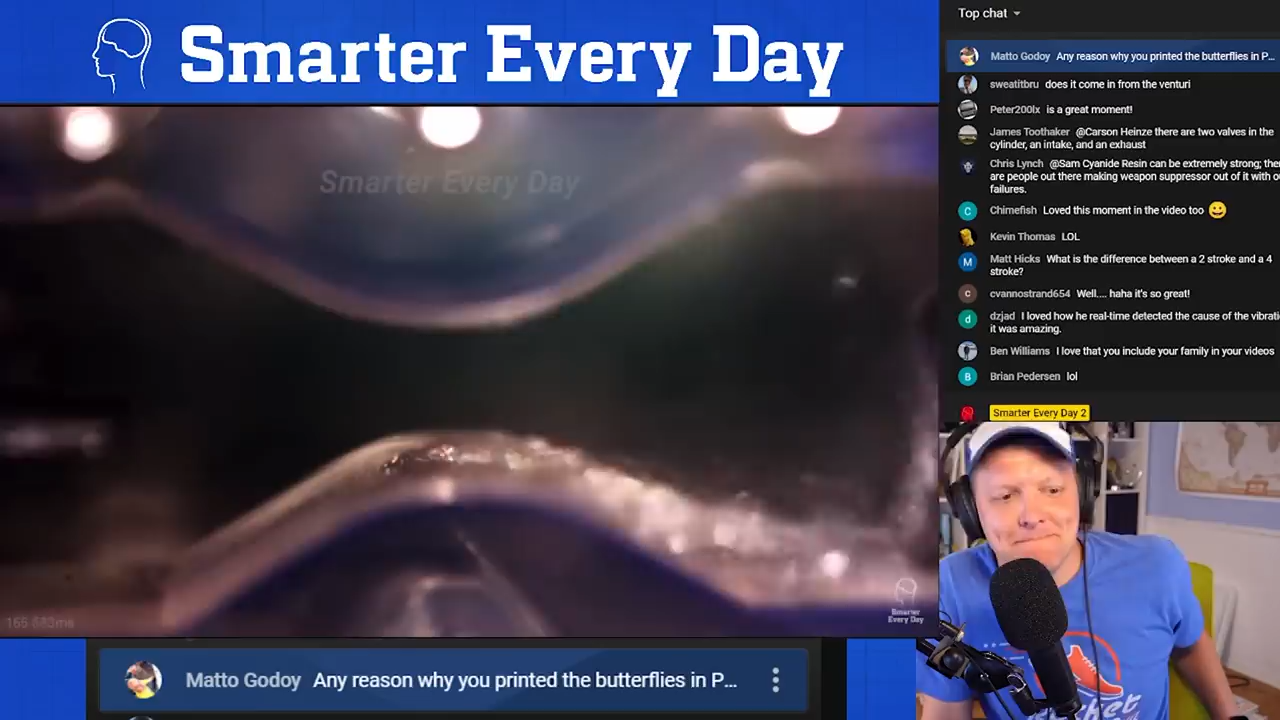 Smarter Every Day
Smarter Every Day
Smarter
Every Day
Matto Godoy Any reason why you printed the butterflies in P...
Top chat
Matto Godoy Any reason why you printed the butterflies in P...
sweatitbru does it come in from the venturi
Peter200lx is a great moment!
James Toothaker @Carson Heinze there are two valves in the
cylinder, an intake, and an exhaust
Chris Lynch @Sam Cyanide Resin can be extremely strong;
are people out there making weapon suppressor out of it with
failures.
C Chimefish Loved this moment in the video too
Kevin Thomas LOL
M Matt Hicks What is the difference between a 2 stroke and a 4
stroke?
c cvannostrand654 Well.... haha it's so great!
d dzjad I loved how he real-time detected the cause of the
it was amazing.
Ben Williams I love that you include your family in your videos
B Brian Pedersen lol
Smarter Every Day 2